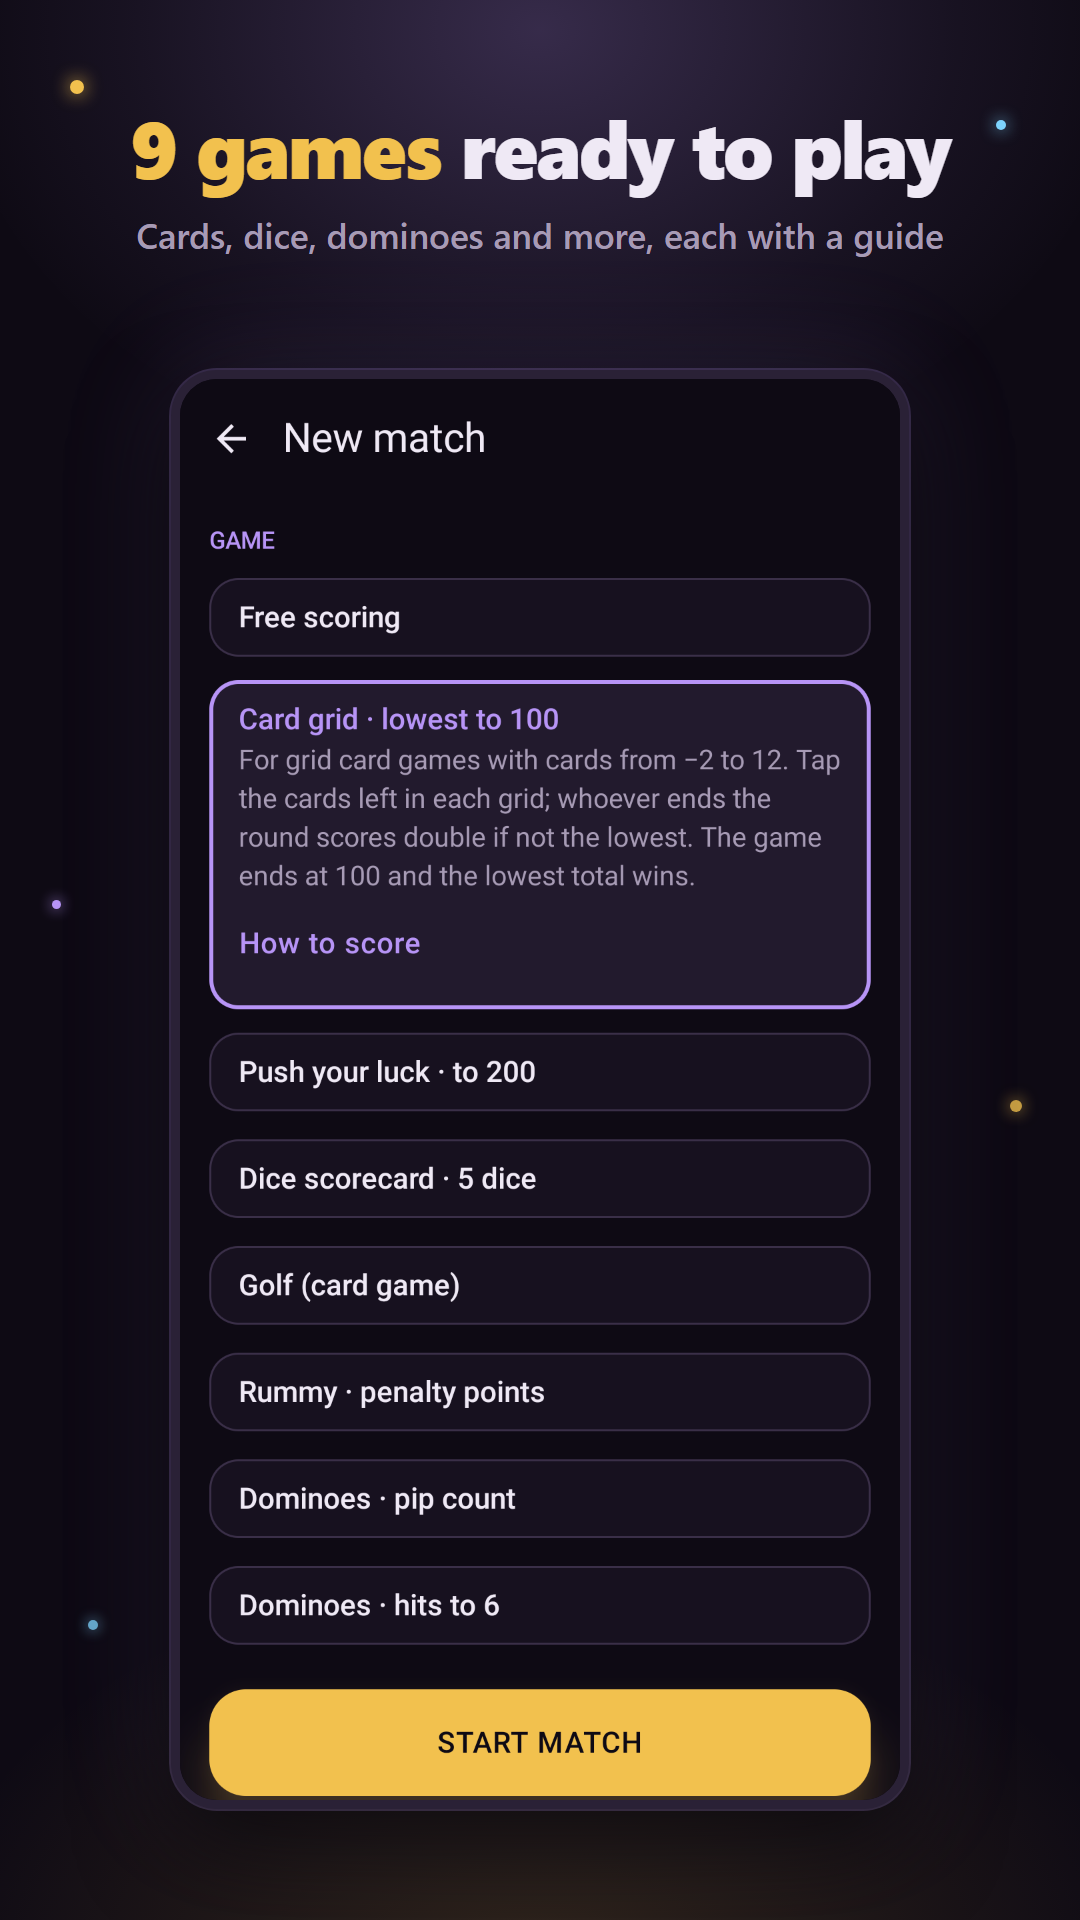 9 games ready to play
Cards, dice, dominoes and more, each with a guide
New match
GAME
Free scoring
Card grid · lowest to 100
For grid card games with cards from −2 to 12. Tap
the cards left in each grid; whoever ends the
round scores double if not the lowest. The game
ends at 100 and the lowest total wins.
How to score
Push your luck · to 200
Dice scorecard · 5 dice
Golf (card game)
Rummy · penalty points
Dominoes · pip count
Dominoes · hits to 6
START MATCH